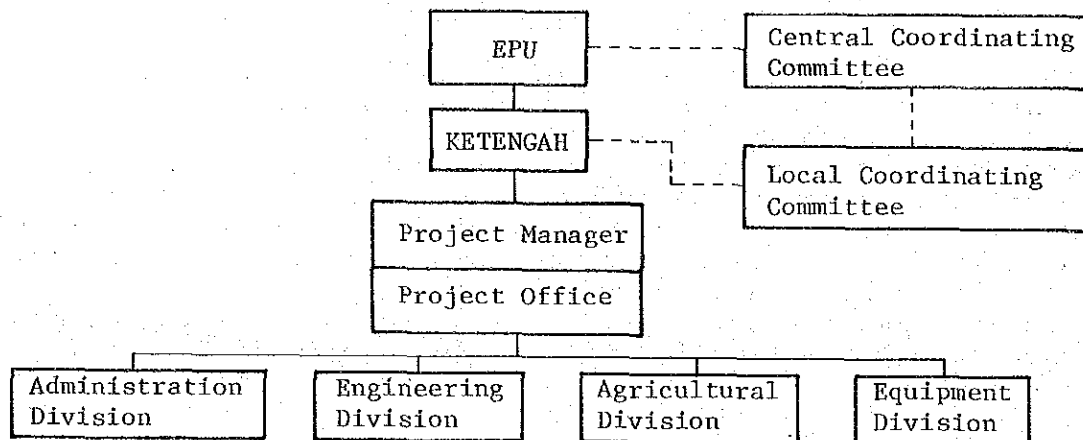 EPU
Central Coordinating
Committee
KETENGAH
Local Coordinating
Committee
Project Manager
Project Office
Administration
Division
Engineering
Division
Agricultural
Division
Equipment
Division